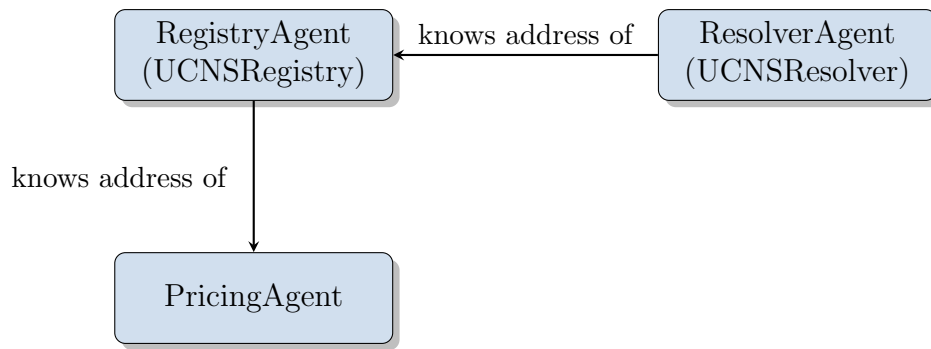 RegistryAgent
(UCNSRegistry)
knows address of
ResolverAgent
(UCNSResolver)
knows address of
PricingAgent